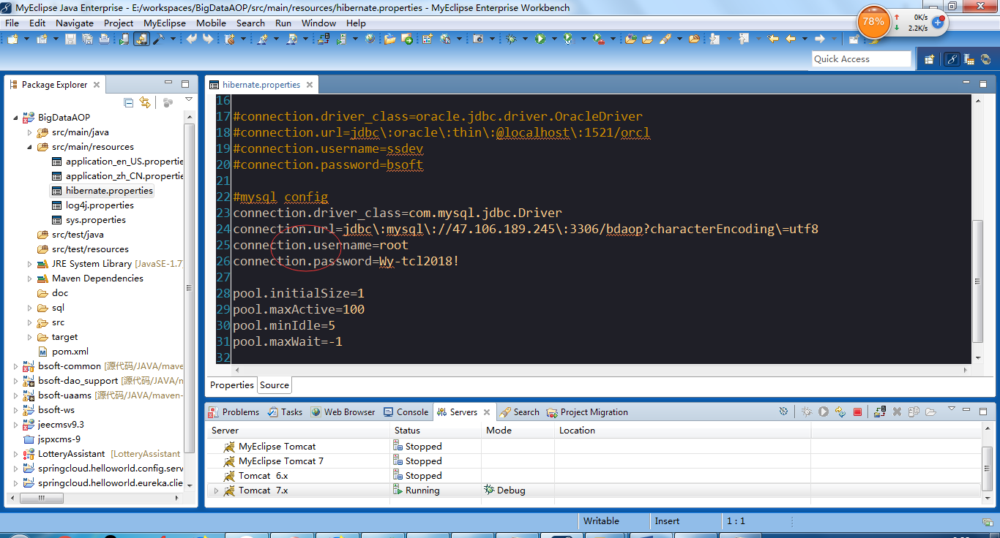 MyEclipse Java Enterprise - E:/workspaces/BigDataAOP/src/main/resources/hibernate.properties - MyEclipse Enterprise Workbench
File Edit Navigate Project MyEclipse Mobile Search Run Window Help
78%
0K/s
2.2K/s
Quick Access
Package Explorer
BigDataAOP
src/main/java
src/main/resources
application_en_US.propertie
application_zh_CN.propertie
hibernate.properties
log4j.properties
sys.properties
src/test/java
src/test/resources
JRE System Library [JavaSE-1.7
Maven Dependencies
doc
sql
src
target
pom.xml
bsoft-common [源代码/JAVA/mave
bsoft-dao_support [源代码/JAVA/n
bsoft-uaams [源代码/JAVA/maven-
bsoft-ws
jeecmsv9.3
jspxcms-9
LotteryAssistant [LotteryAssistant
springcloud.helloworld.config.serv
springcloud.helloworld.eureka.clie
hibernate.properties
16
17 #connection.driver_class=oracle.jdbc.driver.OracleDriver
18 #connection.url=jdbc\:oracle\:thin\:@localhost\:1521/orcl
19 #connection.username=ssdev
20 #connection.password=bsoft
21
22 #mysql config
23 connection.driver_class=com.mysql.jdbc.Driver
24 connection.url=jdbc\:mysql\://47.106.189.245\:3306/bdaop?characterEncoding\=utf8
25 connection.username=root
26 connection.password=Wy-tcl2018!
27
28 pool.initialSize=1
29 pool.maxActive=100
30 pool.minIdle=5
31 pool.maxWait=-1
32
Properties Source
Problems Tasks Web Browser Console Servers Search Project Migration
Server Status Mode Location
MyEclipse Tomcat Stopped
MyEclipse Tomcat 7 Stopped
Tomcat 6.x Stopped
Tomcat 7.x Running Debug
Writable Insert 1 : 1